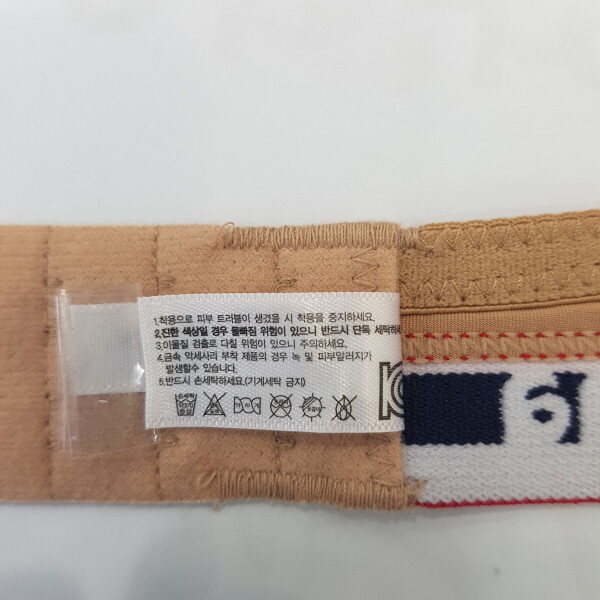 1.착용으로 피부 트러블이 생겼을 시 착용을 중지하세요.
2.진한 색상일 경우 물빠짐 위험이 있으니 반드시 단독 세탁하세
3.이물질 검출로 다칠 위험이 있으니 주의하세요.
4.금속 악세사리 부착 제품의 경우 녹 및 피부알러지가
발생할수 있습니다.
5.반드시 손세탁하세요.(기계세탁 금지)